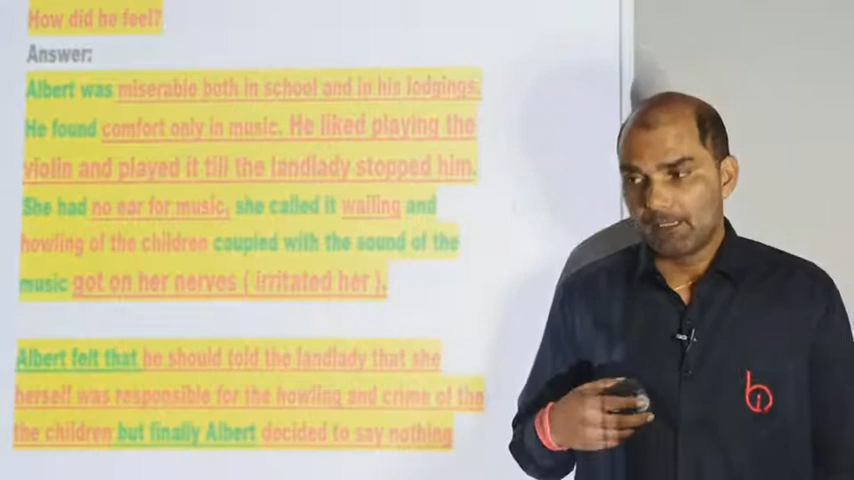 How did he feel?
Answer:
Albert was miserable both in school and in his lodgings.
He found comfort only in music. He liked playing the
violin and played it till the landlady stopped him.
She had no ear for music, she called it wailing and
howling of the children coupled with the sound of the
music got on her nerves ( irritated her ).
Albert felt that he should told the landlady that she
herself was responsible for the howling and crime of the
the children but finally Albert decided to say nothing